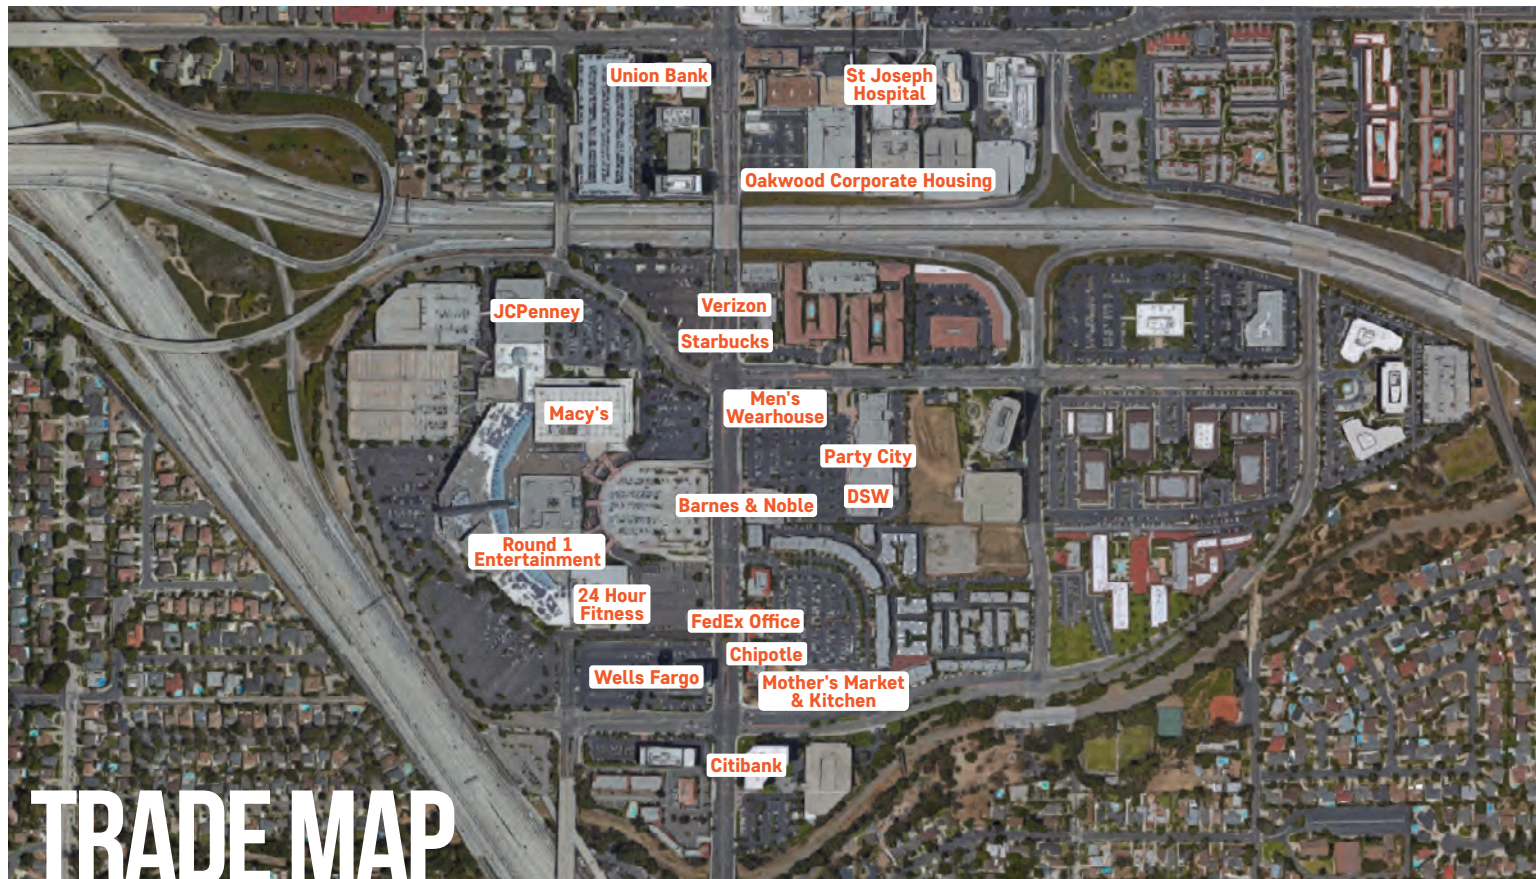 Union Bank
St Joseph
Hospital
Oakwood Corporate Housing
JCPenney
Verizon
Starbucks
Macy's
Men's
Wearhouse
Party City
DSW
Barnes & Noble
Round 1
Entertainment
24 Hour
Fitness
FedEx Office
Chipotle
Wells Fargo
Mother's Market
& Kitchen
Citibank
TRADE MAP